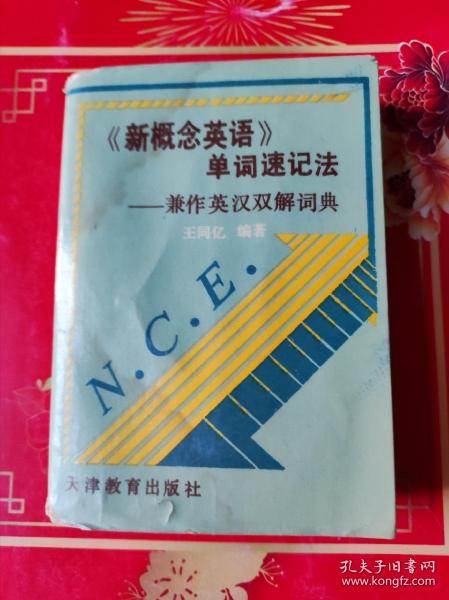 《新概念英语》
单词速记法
——兼作英汉双解词典
王同亿 编著
N.C.E.
天津教育出版社
孔夫子旧书网
www.kongfz.com